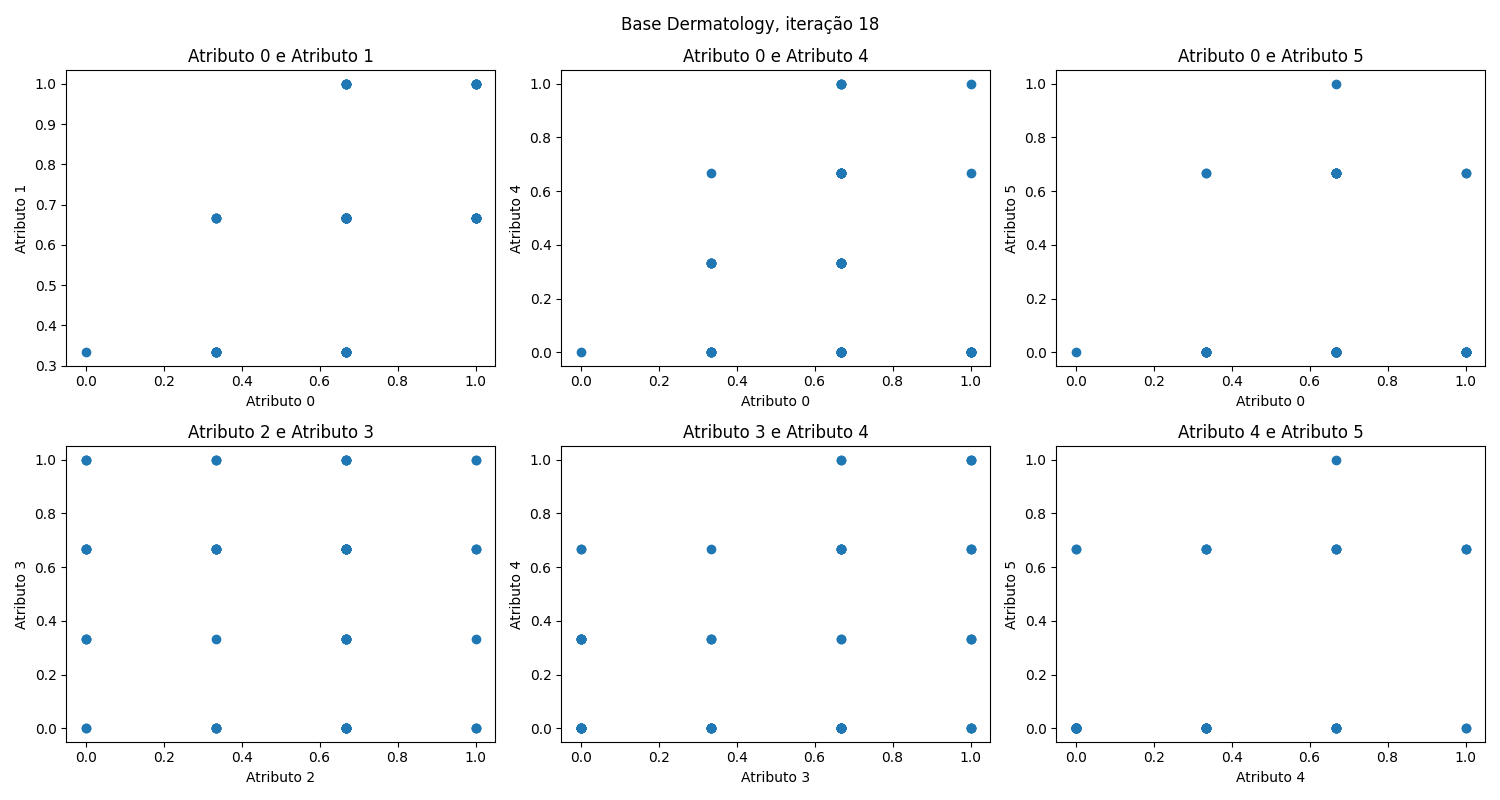 Base Dermatology, iteração 18
Atributo 0 e Atributo 1
1.0
0.9
0.8
0.7
0.6
0.5
0.4
0.3
Atributo 1
0.0 0.2 0.4 0.6 0.8 1.0
Atributo 0
Atributo 0 e Atributo 4
1.0
0.8
0.6
0.4
0.2
0.0
Atributo 4
0.0 0.2 0.4 0.6 0.8 1.0
Atributo 0
Atributo 0 e Atributo 5
1.0
0.8
0.6
0.4
0.2
0.0
Atributo 5
0.0 0.2 0.4 0.6 0.8 1.0
Atributo 0
Atributo 2 e Atributo 3
1.0
0.8
0.6
0.4
0.2
0.0
Atributo 3
0.0 0.2 0.4 0.6 0.8 1.0
Atributo 2
Atributo 3 e Atributo 4
1.0
0.8
0.6
0.4
0.2
0.0
Atributo 4
0.0 0.2 0.4 0.6 0.8 1.0
Atributo 3
Atributo 4 e Atributo 5
1.0
0.8
0.6
0.4
0.2
0.0
Atributo 5
0.0 0.2 0.4 0.6 0.8 1.0
Atributo 4